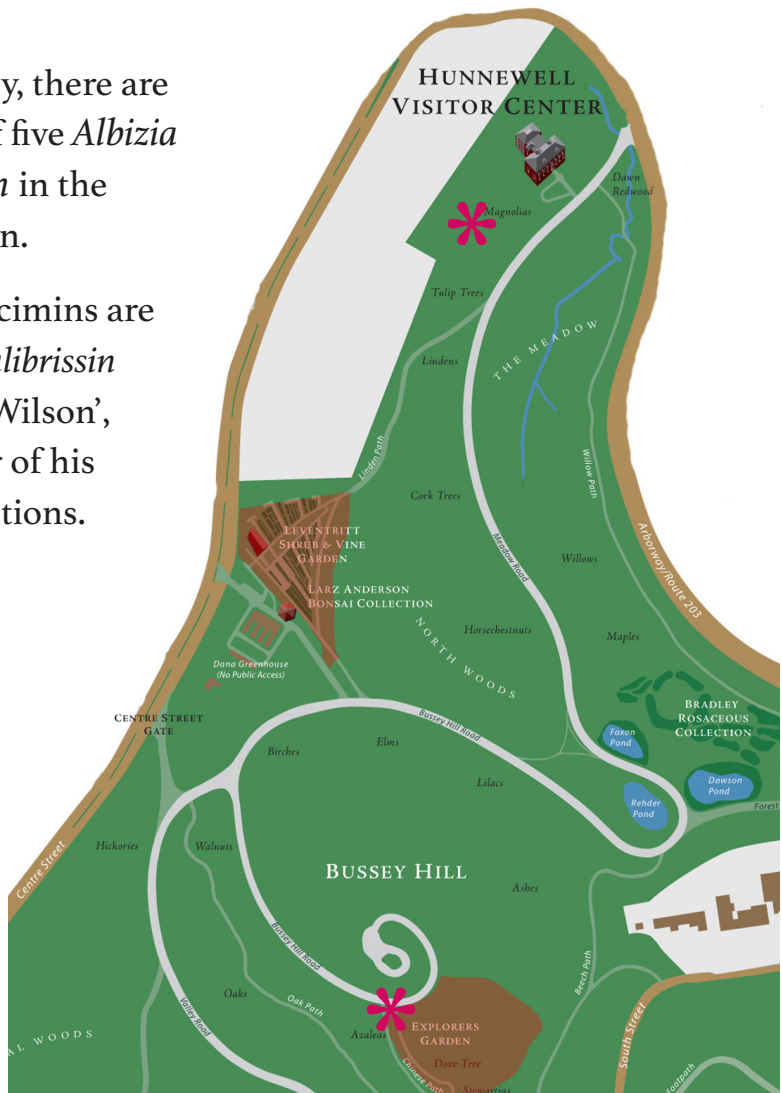 y, there are
f five Albizia
n in the
n.
cimins are
librissin
Wilson’,
r of his
tions.
HUNNEWELL
VISITOR CENTER
Dawn
Redwood
Magnolias
Tulip Trees
THE MEADOW
Lindens
Linden Path
Willow Path
Cork Trees
LEVENTRITT
SHRUB & VINE
GARDEN
Meadow Road
Arborway/Route 203
Willows
LARZ ANDERSON
BONSAI COLLECTION
NORTH WOODS
Horsechestnuts
Maples
Dana Greenhouse
(No Public Access)
BRADLEY
ROSACEOUS
COLLECTION
CENTRE STREET
GATE
Bussey Hill Road
Elms
Birches
Faxon
Pond
Lilacs
Dawson
Pond
Rehder
Pond
Forest
Centre Street
Hickories
Walnuts
BUSSEY HILL
Ashes
Bussey Hill Road
Beech Path
Oaks
Oak Path
Valley Road
AL WOODS
Azaleas
EXPLORERS
GARDEN
South Street
Chinese Path
Dove Tree
Stewartias
Footpath